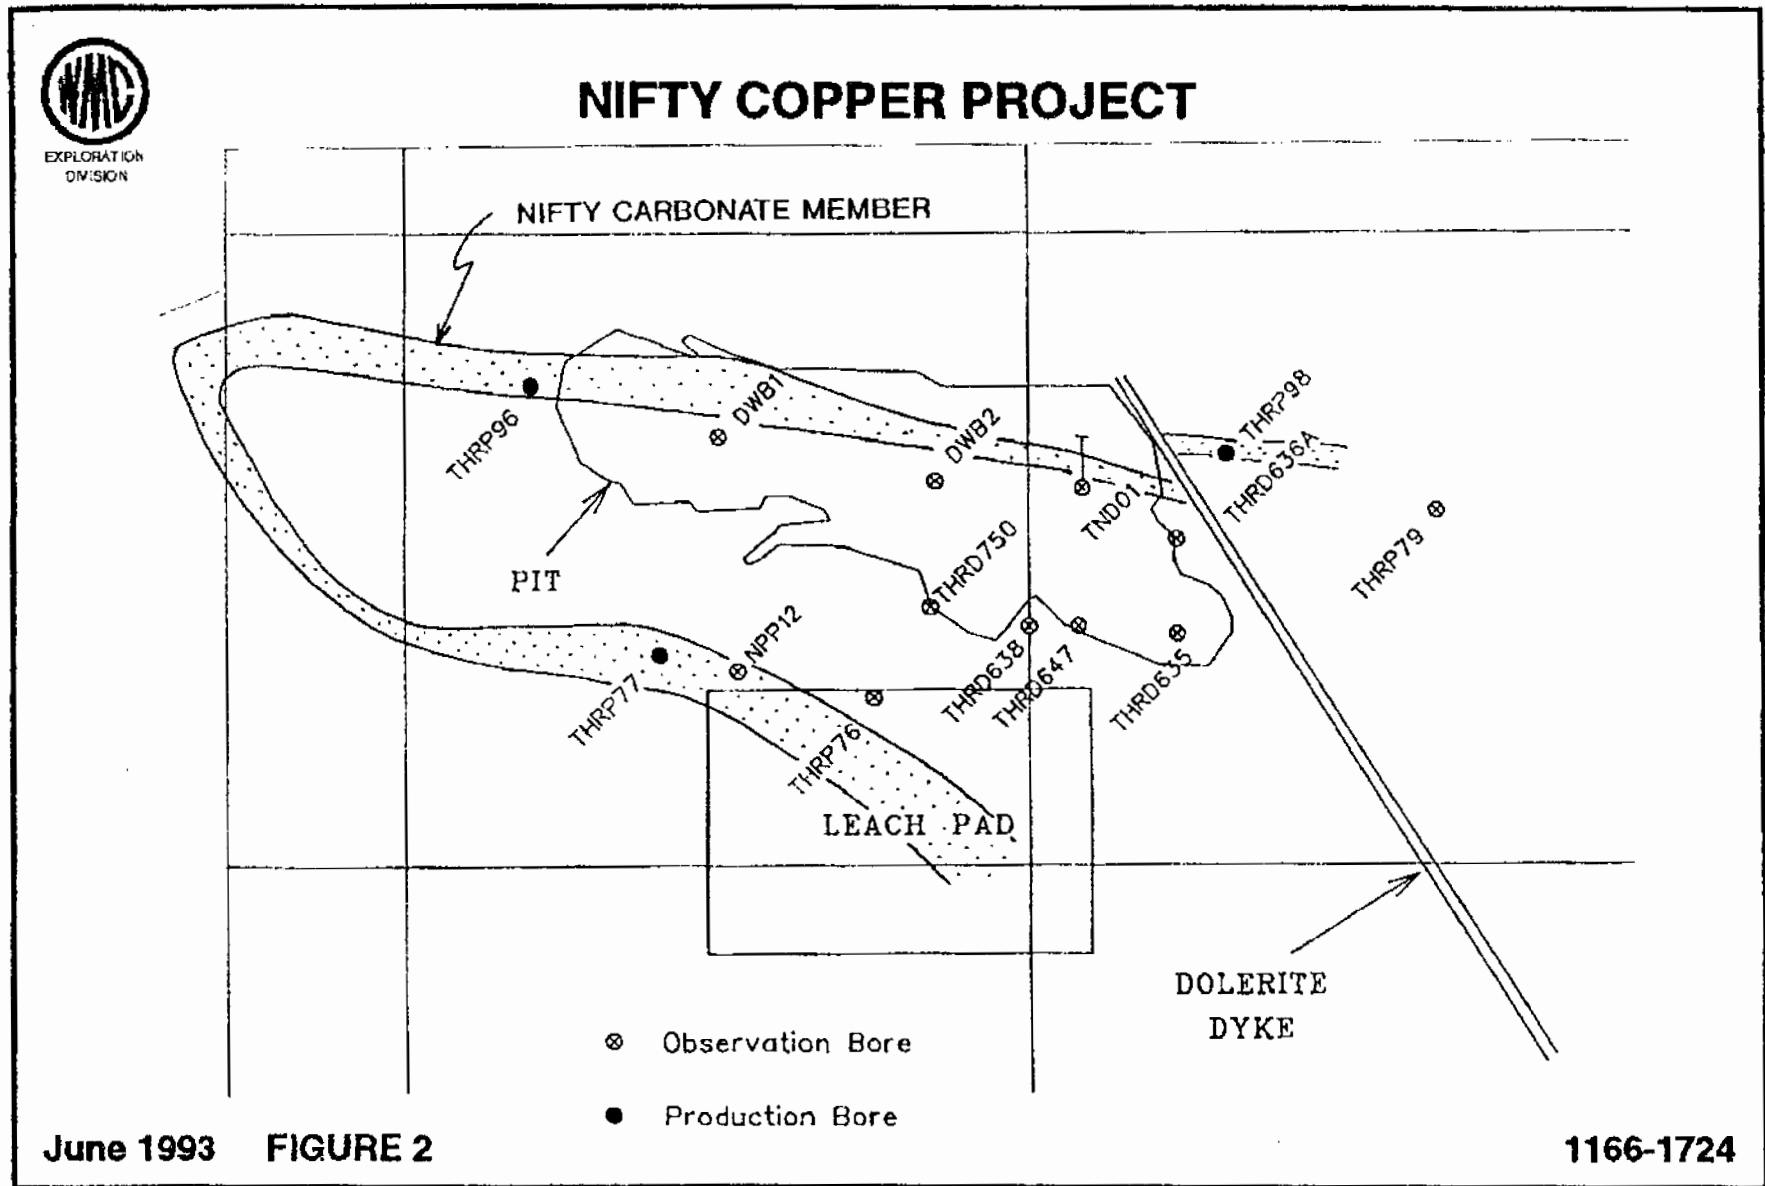 WMC
EXPLORATION
DIVISION
NIFTY COPPER PROJECT
NIFTY CARBONATE MEMBER
THRP96
DWB1
DWB2
THRP98
THRD636A
TND01
THRP79
PIT
THRD750
NPP12
THRP77
THRP76
THRD638
THRD647
THRD635
LEACH PAD
DOLERITE
DYKE
Observation Bore
Production Bore
June 1993 FIGURE 2
1166-1724